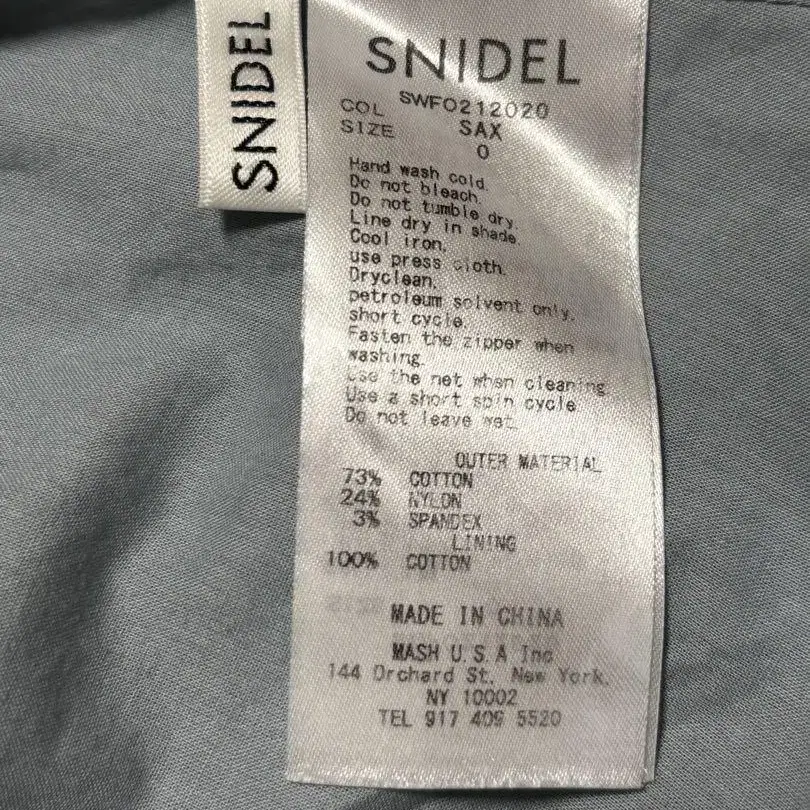 SNIDEL
SNIDEL
SWFO212020
COL SAX
SIZE 0
Hand wash cold.
Do not bleach.
Do not tumble dry.
Line dry in shade.
Cool iron.
use press cloth.
Dryclean.
petroleum solvent only.
short cycle.
Fasten the zipper when
washing.
Use the net when cleaning
Use a short spin cycle
Do not leave wet.
OUTER MATERIAL
73% COTTON
24% NYLON
3% SPANDEX
LINING
100% COTTON
MADE IN CHINA
MASH U.S.A Inc
144 Orchard St. New York.
NY 10002
TEL 917 409 5520